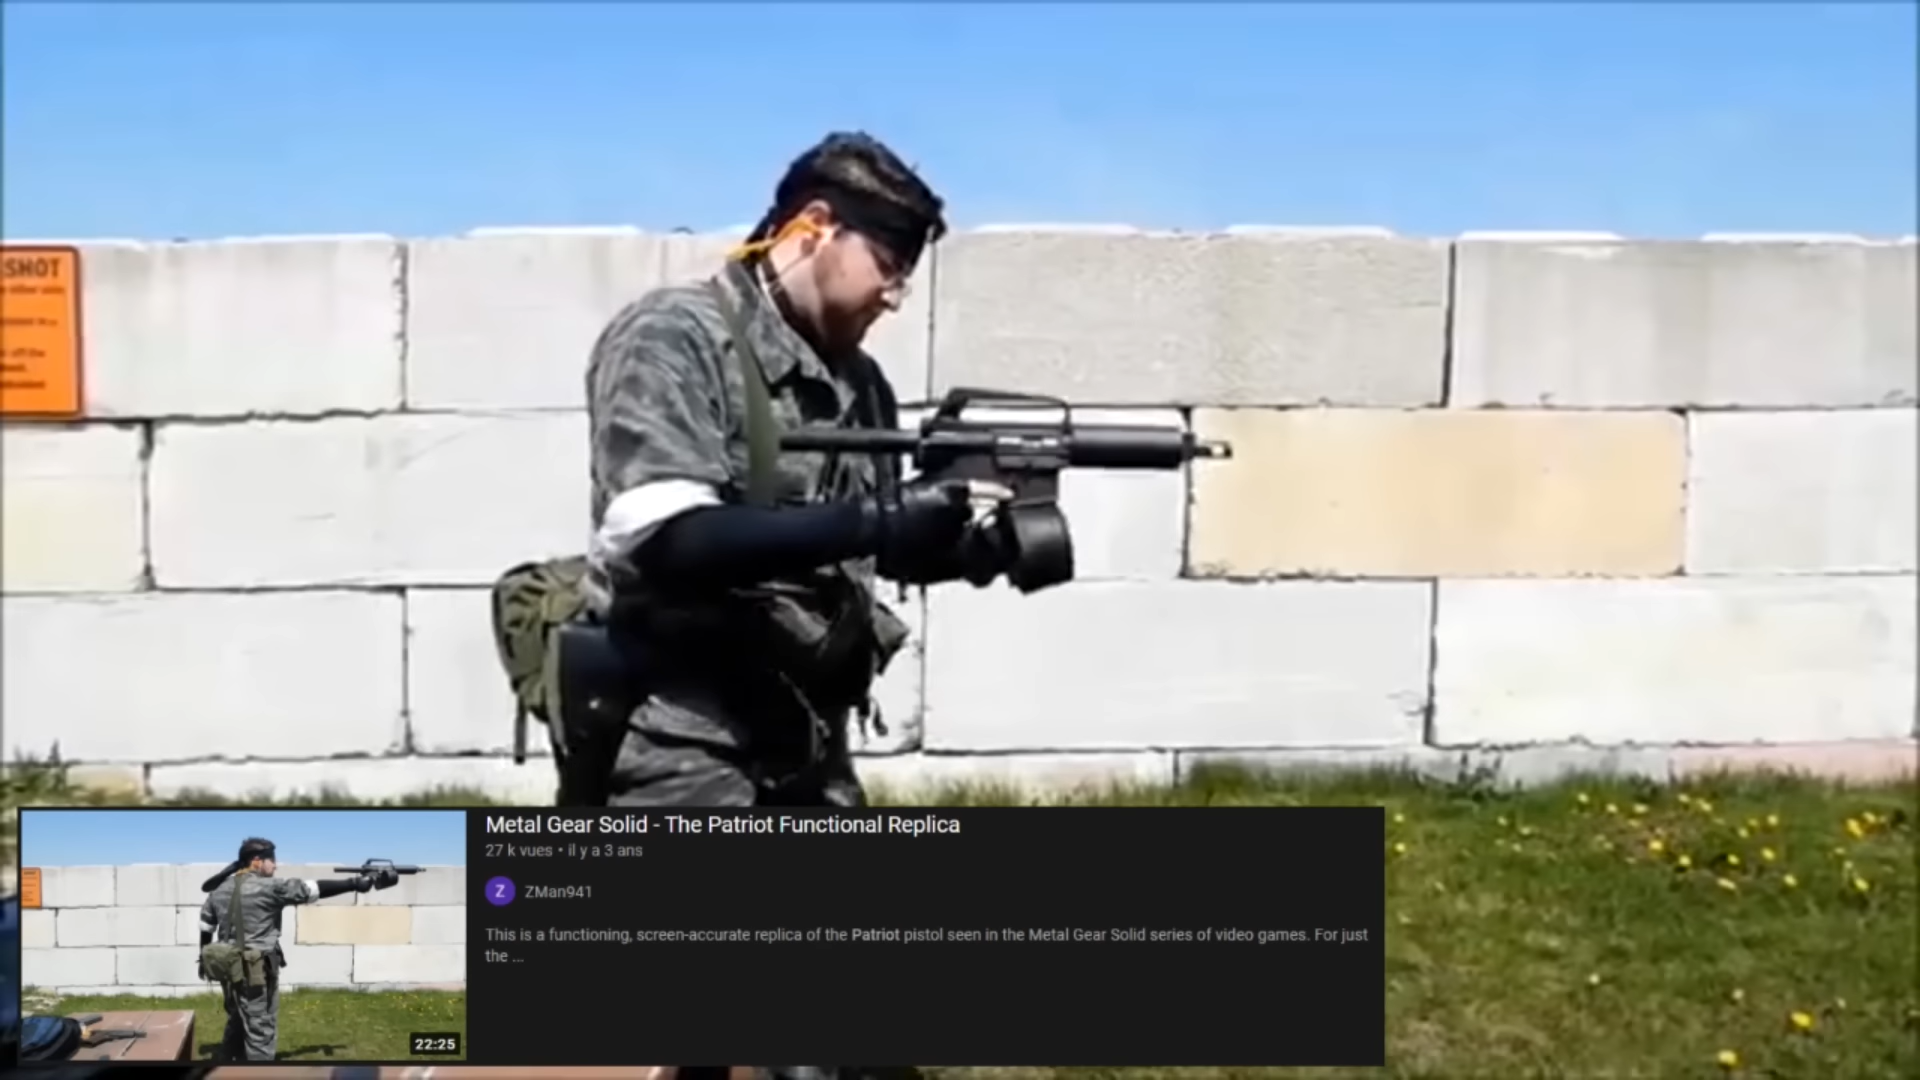 SHOT
Metal Gear Solid - The Patriot Functional Replica
27 k vues • il y a 3 ans
Z ZMan941
This is a functioning, screen-accurate replica of the Patriot pistol seen in the Metal Gear Solid series of video games. For just
the ...
22:25